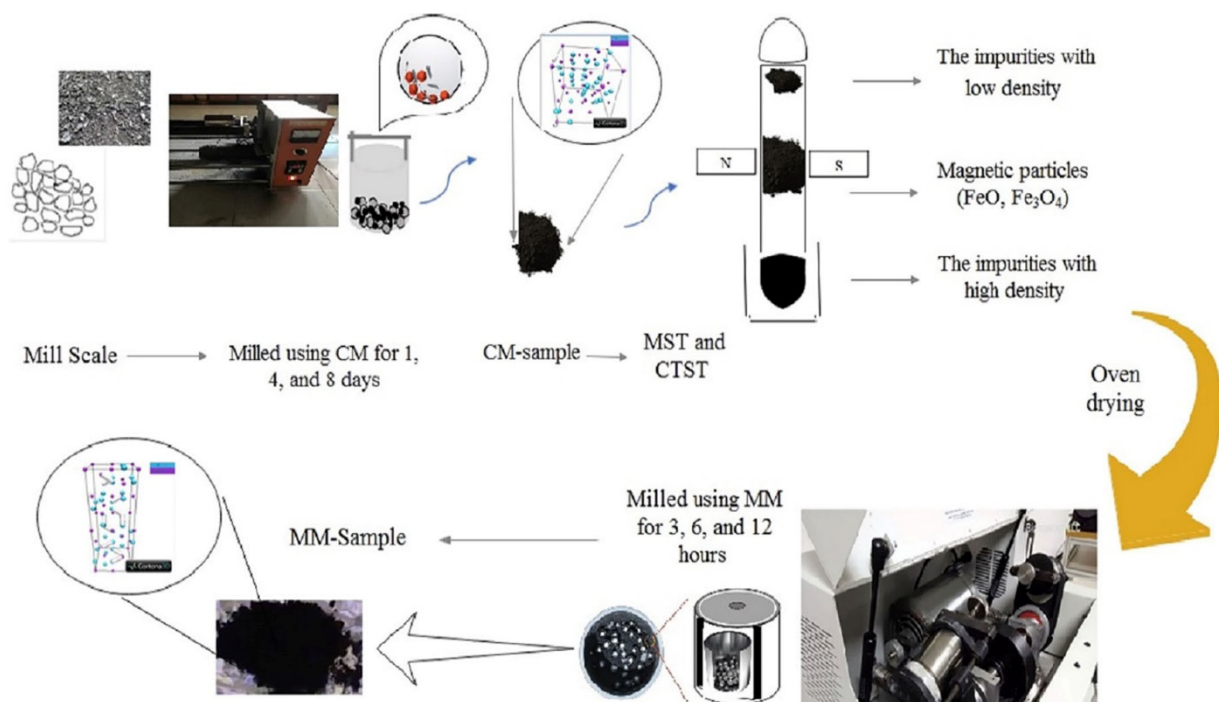 The impurities with
low density
N
S
Magnetic particles
(FeO, Fe₃O₄)
The impurities with
high density
Mill Scale
Milled using CM for 1,
4, and 8 days
CM-sample
MST and
CTST
Oven
drying
Milled using MM
for 3, 6, and 12
hours
MM-Sample